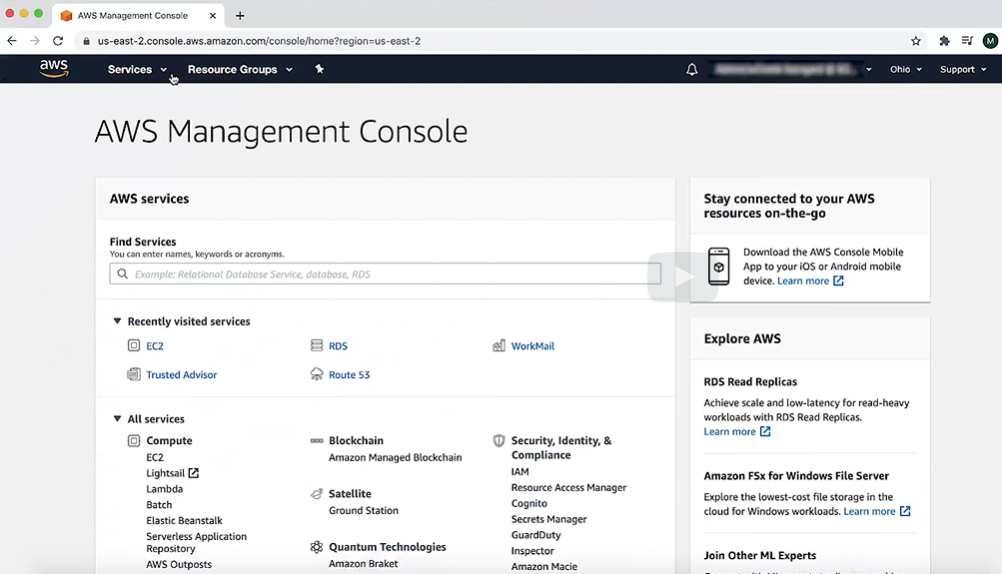 AWS Management Console
us-east-2.console.aws.amazon.com/console/home?region=us-east-2
M
aws
Services
Resource Groups
Ohio
Support
AWS Management Console
AWS services
Find Services
You can enter names, keywords or acronyms.
Example: Relational Database Service, database, RDS
Recently visited services
EC2
RDS
WorkMail
Trusted Advisor
Route 53
All services
Compute
EC2
Lightsail
Lambda
Batch
Elastic Beanstalk
Serverless Application
Repository
AWS Outposts
Blockchain
Amazon Managed Blockchain
Satellite
Ground Station
Quantum Technologies
Amazon Braket
Security, Identity, &
Compliance
IAM
Resource Access Manager
Cognito
Secrets Manager
GuardDuty
Inspector
Amazon Macie
Stay connected to your AWS
resources on-the-go
Download the AWS Console Mobile
App to your iOS or Android mobile
device. Learn more
Explore AWS
RDS Read Replicas
Achieve scale and low-latency for read-heavy
workloads with RDS Read Replicas.
Learn more
Amazon FSx for Windows File Server
Explore the lowest-cost file storage in the
cloud for Windows workloads. Learn more
Join Other ML Experts